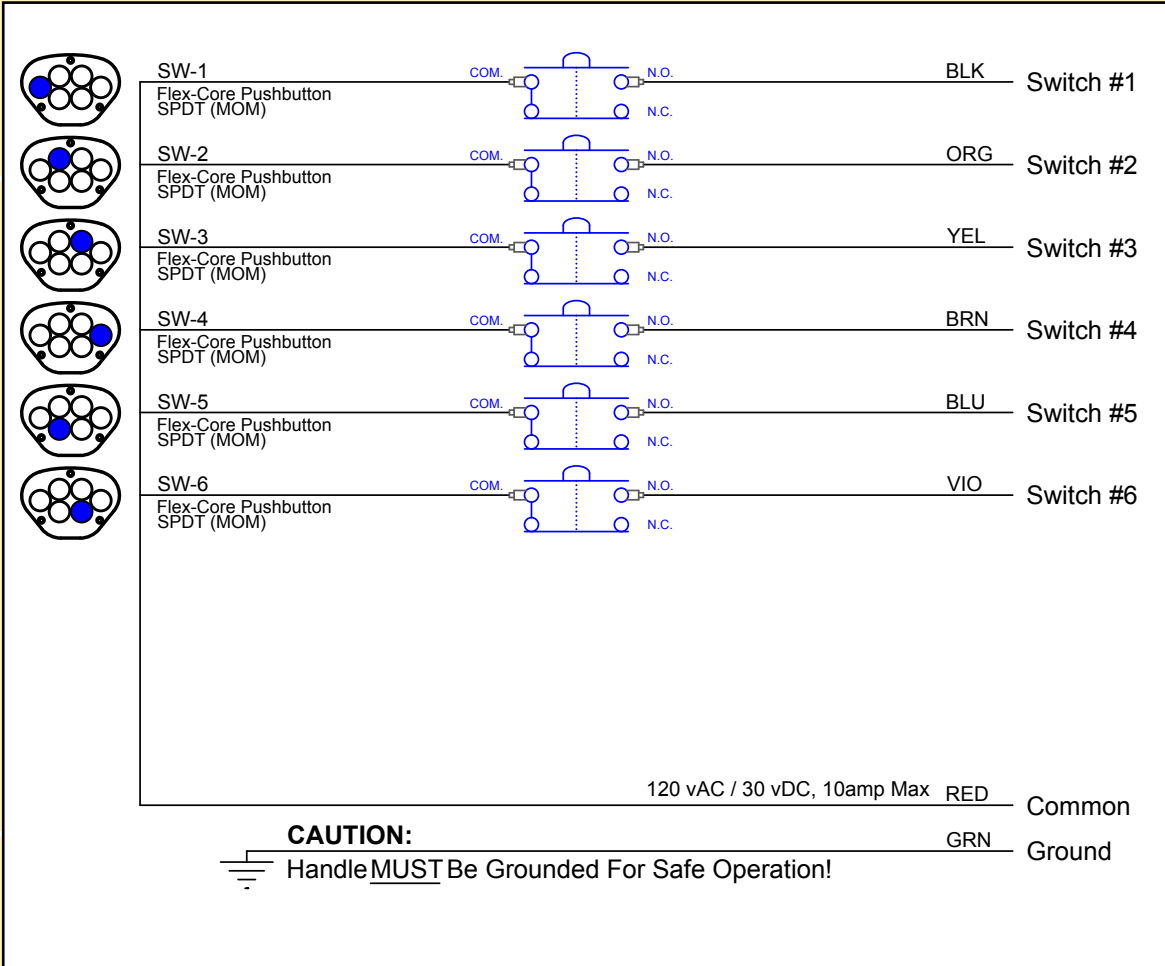 SW-1 COM. N.O. BLK Switch #1
Flex-Core Pushbutton
SPDT (MOM) N.C.
SW-2 COM. N.O. ORG Switch #2
Flex-Core Pushbutton
SPDT (MOM) N.C.
SW-3 COM. N.O. YEL Switch #3
Flex-Core Pushbutton
SPDT (MOM) N.C.
SW-4 COM. N.O. BRN Switch #4
Flex-Core Pushbutton
SPDT (MOM) N.C.
SW-5 COM. N.O. BLU Switch #5
Flex-Core Pushbutton
SPDT (MOM) N.C.
SW-6 COM. N.O. VIO Switch #6
Flex-Core Pushbutton
SPDT (MOM) N.C.
120 vAC / 30 vDC, 10amp Max RED Common
CAUTION: GRN Ground
Handle MUST Be Grounded For Safe Operation!